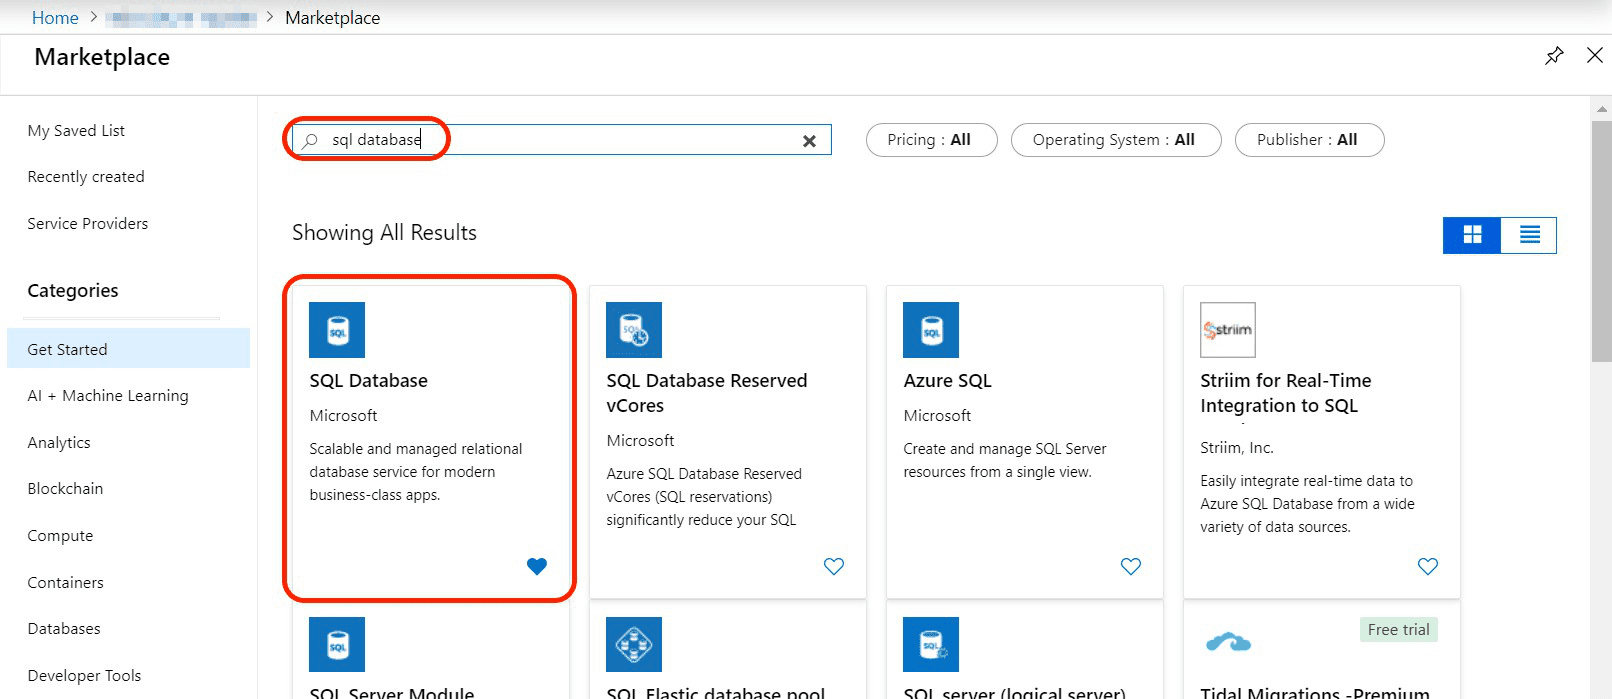 Home > Marketplace
Marketplace
My Saved List
Recently created
Service Providers
Categories
Get Started
AI + Machine Learning
Analytics
Blockchain
Compute
Containers
Databases
Developer Tools
sql database
Pricing : All
Operating System : All
Publisher : All
Showing All Results
SQL
SQL Database
Microsoft
Scalable and managed relational
database service for modern
business-class apps.
SQL
SQL Database Reserved
vCores
Microsoft
Azure SQL Database Reserved
vCores (SQL reservations)
significantly reduce your SQL
SQL
Azure SQL
Microsoft
Create and manage SQL Server
resources from a single view.
Striim
Striim for Real-Time
Integration to SQL
Striim, Inc.
Easily integrate real-time data to
Azure SQL Database from a wide
variety of data sources.
SQL
SQL Server Module
SQL Elastic database pool
SQL
SQL server (logical server)
Free trial
Tidal Migrations -Premium